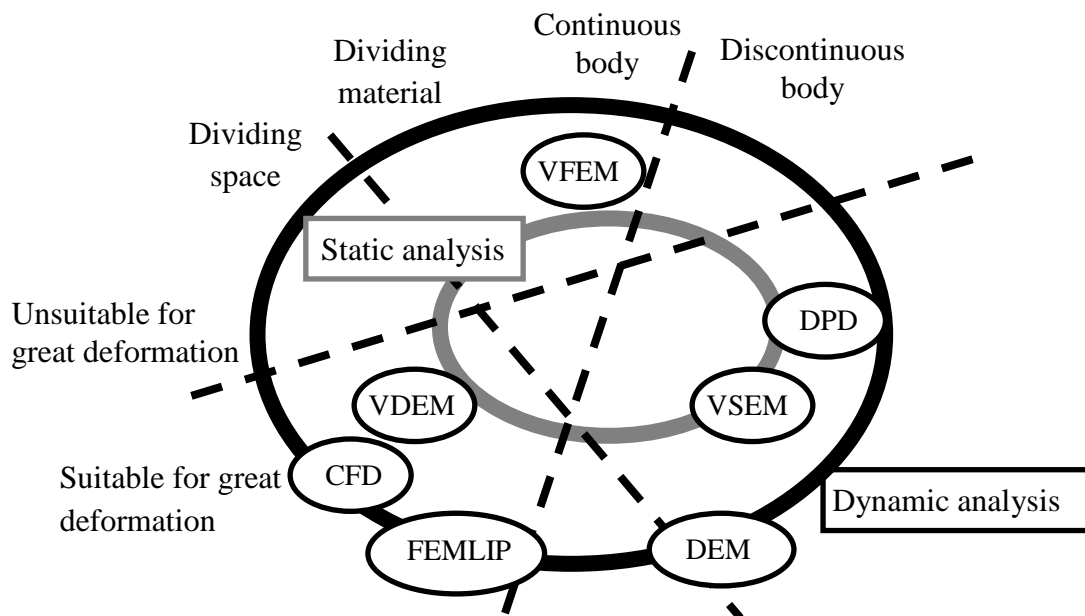 Continuous
body
Discontinuous
body
Dividing
material
Dividing
space
VFEM
Static analysis
Unsuitable for
great deformation
DPD
VDEM
VSEM
Suitable for great
deformation
CFD
Dynamic analysis
FEMLIP
DEM